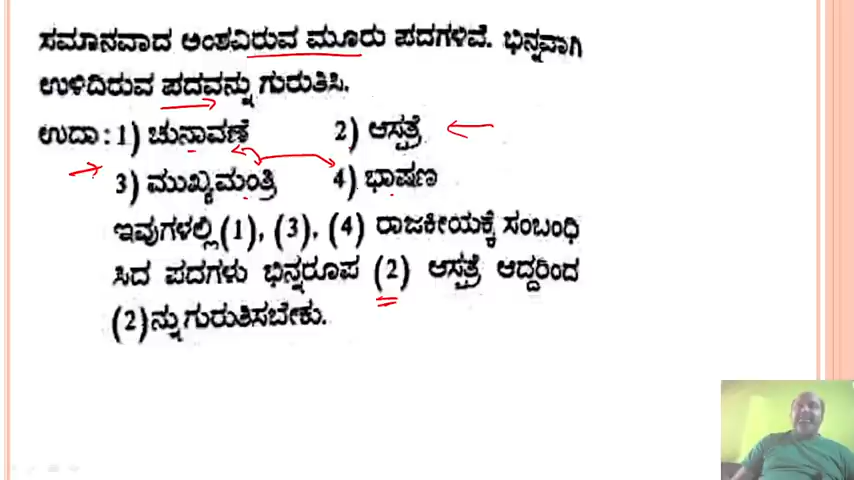 ಸಮಾನವಾದ ಅಂಶವಿರುವ ಮೂರು ಪದಗಳಿವೆ. ಭಿನ್ನವಾಗಿ
ಉಳಿದಿರುವ ಪದವನ್ನು ಗುರುತಿಸಿ.
ಉದಾ: 1) ಚುನಾವಣೆ 2) ಆಸ್ಪತ್ರೆ
3) ಮುಖ್ಯಮಂತ್ರಿ 4) ಭಾಷಣ
ಇವುಗಳಲ್ಲಿ (1), (3), (4) ರಾಜಕೀಯಕ್ಕೆ ಸಂಬಂಧಿ
ಸಿದ ಪದಗಳು ಭಿನ್ನರೂಪ (2) ಆಸ್ಪತ್ರೆ ಆದ್ದರಿಂದ
(2)ನ್ನು ಗುರುತಿಸಬೇಕು.